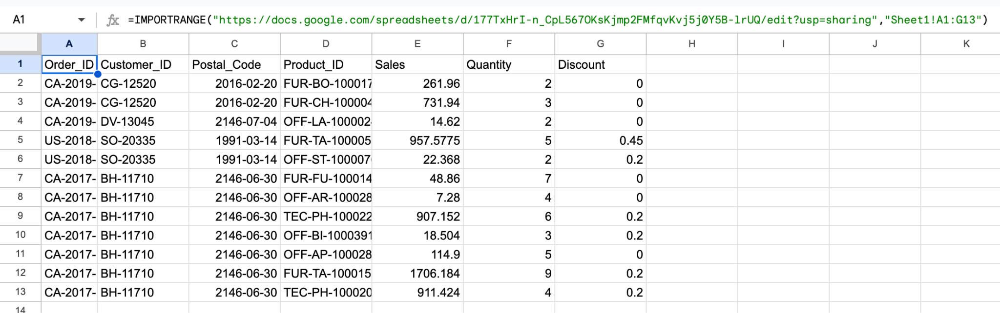 A1 fx =IMPORTRANGE("https://docs.google.com/spreadsheets/d/177TxHrI-n_CpL567OKsKjmp2FMfqvKvj5j0Y5B-lrUQ/edit?usp=sharing","Sheet1!A1:G13")
A B C D E F G H I J K
1 Order_ID Customer_ID Postal_Code Product_ID Sales Quantity Discount
2 CA-2019- CG-12520 2016-02-20 FUR-BO-100017 261.96 2 0
3 CA-2019- CG-12520 2016-02-20 FUR-CH-100004 731.94 3 0
4 CA-2019- DV-13045 2146-07-04 OFF-LA-100002 14.62 2 0
5 US-2018- SO-20335 1991-03-14 FUR-TA-100005 957.5775 5 0.45
6 US-2018- SO-20335 1991-03-14 OFF-ST-100007 22.368 2 0.2
7 CA-2017- BH-11710 2146-06-30 FUR-FU-100014 48.86 7 0
8 CA-2017- BH-11710 2146-06-30 OFF-AR-100028 7.28 4 0
9 CA-2017- BH-11710 2146-06-30 TEC-PH-100022 907.152 6 0.2
10 CA-2017- BH-11710 2146-06-30 OFF-BI-1000391 18.504 3 0.2
11 CA-2017- BH-11710 2146-06-30 OFF-AP-100028 114.9 5 0
12 CA-2017- BH-11710 2146-06-30 FUR-TA-100015 1706.184 9 0.2
13 CA-2017- BH-11710 2146-06-30 TEC-PH-100020 911.424 4 0.2
14